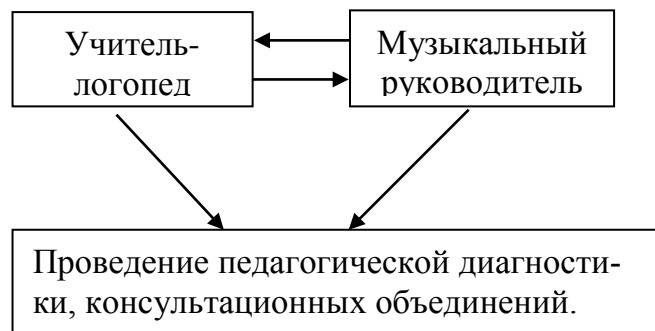 Учитель-
логопед
Музыкальный
руководитель
Проведение педагогической диагности-
ки, консультационных объединений.